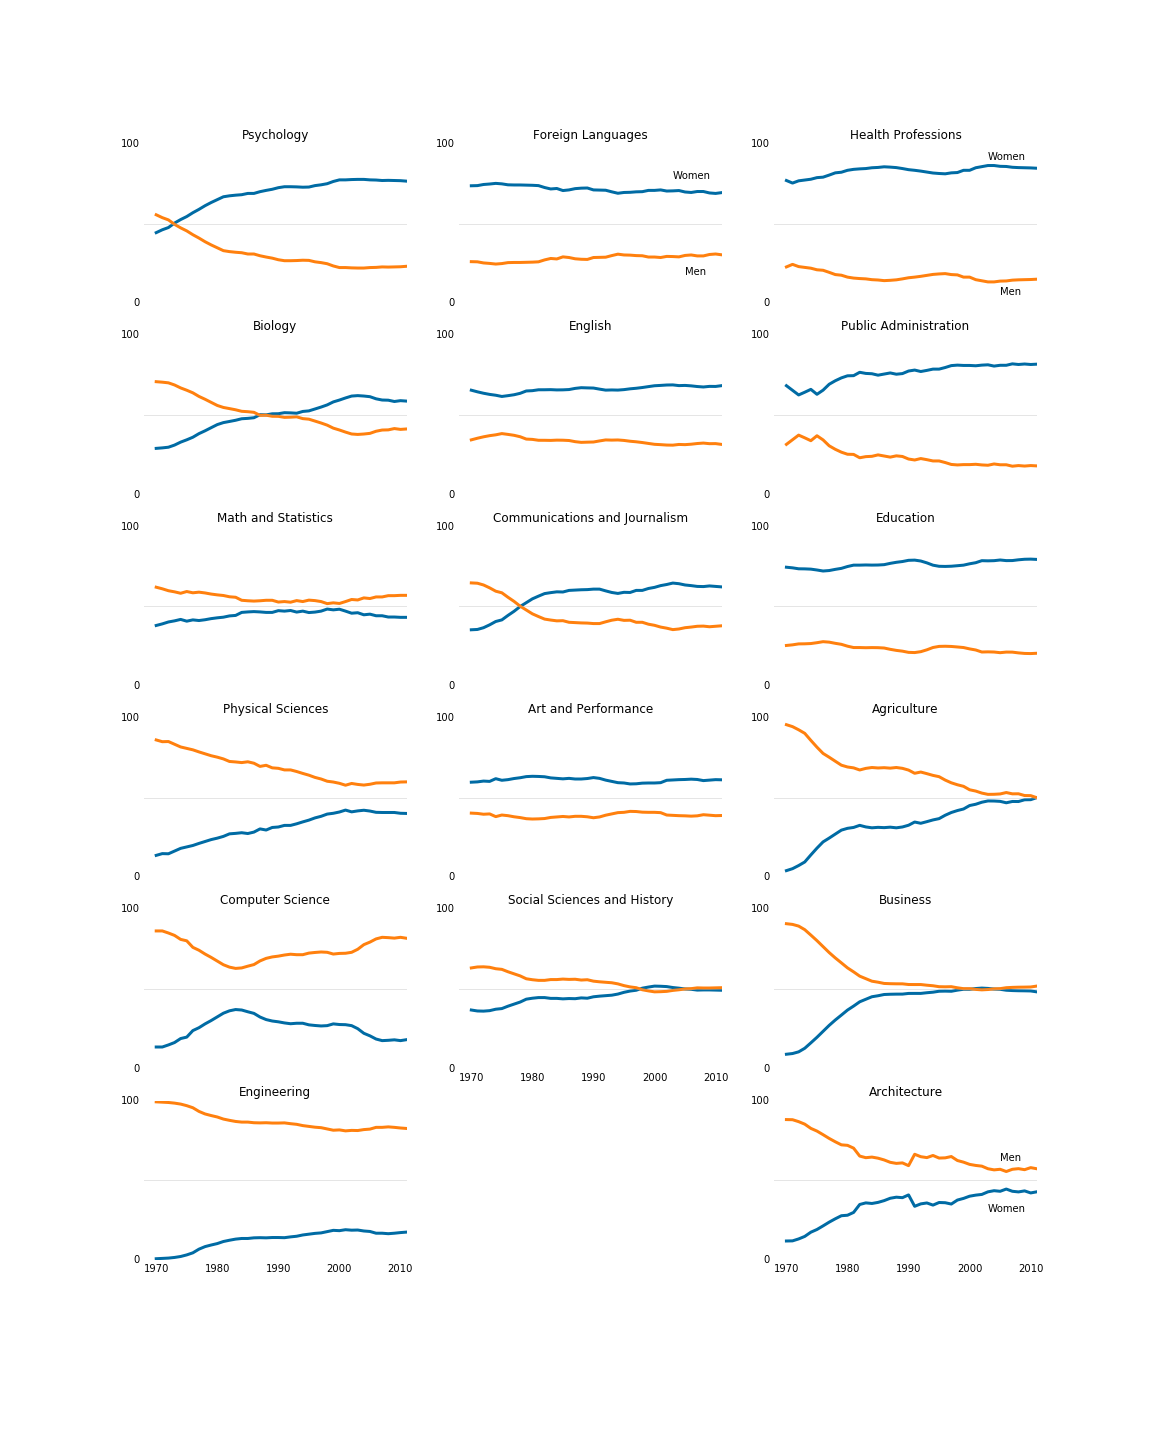 Psychology
Foreign Languages
Health Professions
100
100
100
Women
Women
Men
Men
0
0
0
Biology
English
Public Administration
100
100
100
0
0
0
Math and Statistics
Communications and Journalism
Education
100
100
100
0
0
0
Physical Sciences
Art and Performance
Agriculture
100
100
100
0
0
0
Computer Science
Social Sciences and History
Business
100
100
100
0
0
0
1970 1980 1990 2000 2010
Engineering
Architecture
100
100
Men
Women
0
0
1970 1980 1990 2000 2010
1970 1980 1990 2000 2010